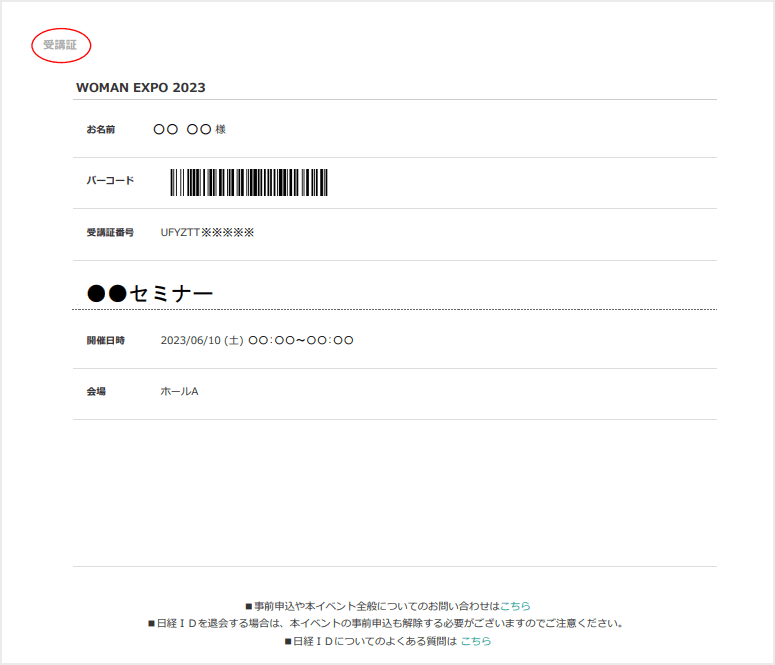 受講証
WOMAN EXPO 2023
お名前 〇〇 〇〇 様
バーコード
受講証番号 UFYZTT※※※※※
●●セミナー
開催日時 2023/06/10 (土) 〇〇:〇〇～〇〇:〇〇
会場 ホールA
■事前申込や本イベント全般についてのお問い合わせはこちら
■日経ＩＤを退会する場合は、本イベントの事前申込も解除する必要がございますのでご注意ください。
■日経ＩＤについてのよくある質問は こちら